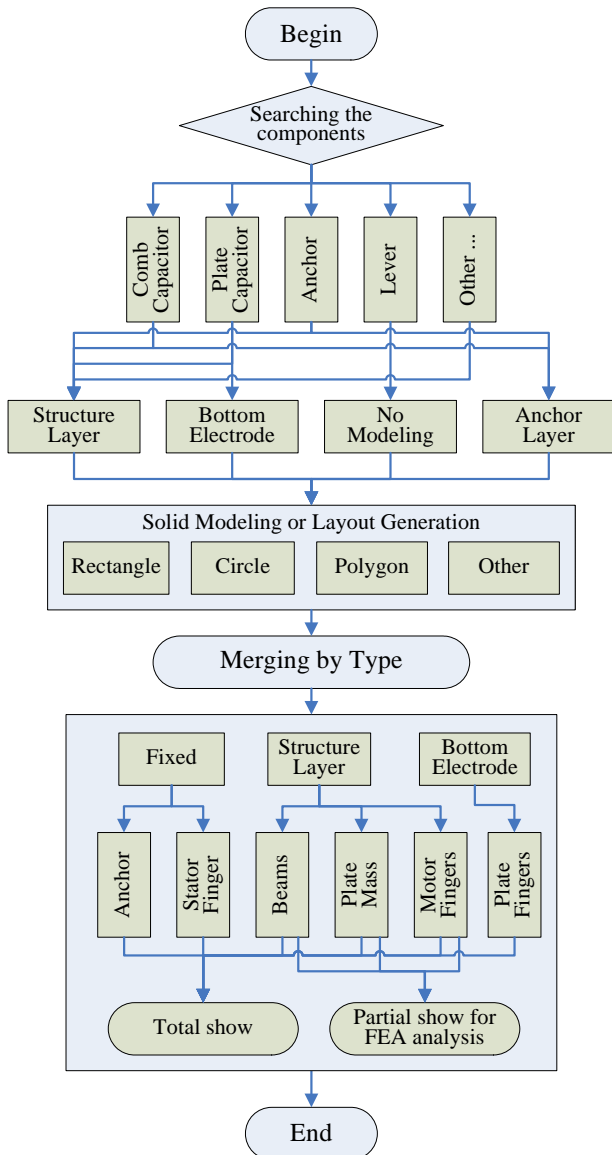 Begin
Searching the
components
Comb
Capacitor
Plate
Capacitor
Anchor
Lever
Other ...
Structure
Layer
Bottom
Electrode
No
Modeling
Anchor
Layer
Solid Modeling or Layout Generation
Rectangle
Circle
Polygon
Other
Merging by Type
Fixed
Structure
Layer
Bottom
Electrode
Anchor
Stator
Finger
Beams
Plate
Mass
Motor
Fingers
Plate
Fingers
Total show
Partial show for
FEA analysis
End